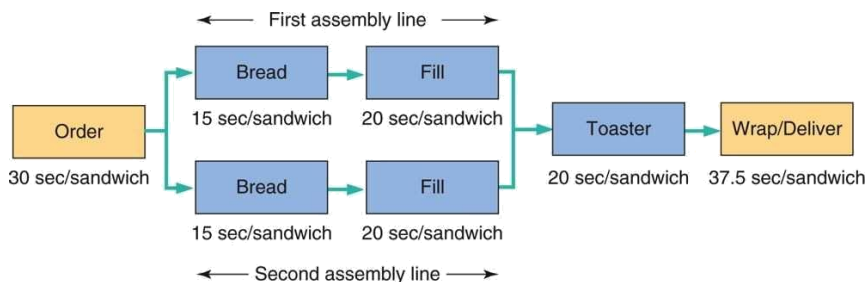 First assembly line
Bread Fill
15 sec/sandwich 20 sec/sandwich
Order Toaster Wrap/Deliver
30 sec/sandwich 20 sec/sandwich 37.5 sec/sandwich
Bread Fill
15 sec/sandwich 20 sec/sandwich
Second assembly line